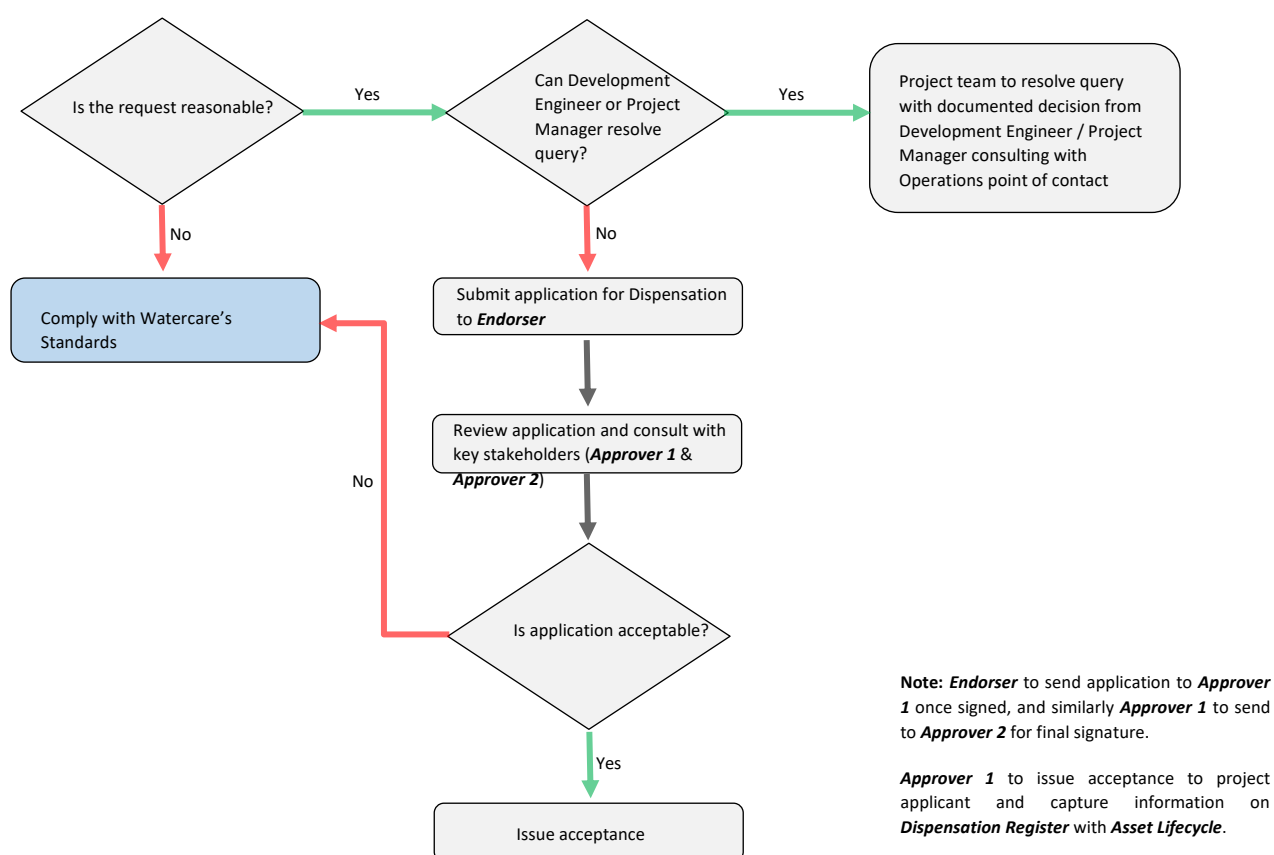 Is the request reasonable?
Yes
Can Development
Engineer or Project
Manager resolve
query?
Yes
Project team to resolve query
with documented decision from
Development Engineer / Project
Manager consulting with
Operations point of contact
No
No
Comply with Watercare's
Standards
Submit application for Dispensation
to Endorser
Review application and consult with
key stakeholders (Approver 1 &
Approver 2)
No
Is application acceptable?
Yes
Issue acceptance
Note: Endorser to send application to Approver
1 once signed, and similarly Approver 1 to send
to Approver 2 for final signature.
Approver 1 to issue acceptance to project
applicant and capture information on
Dispensation Register with Asset Lifecycle.